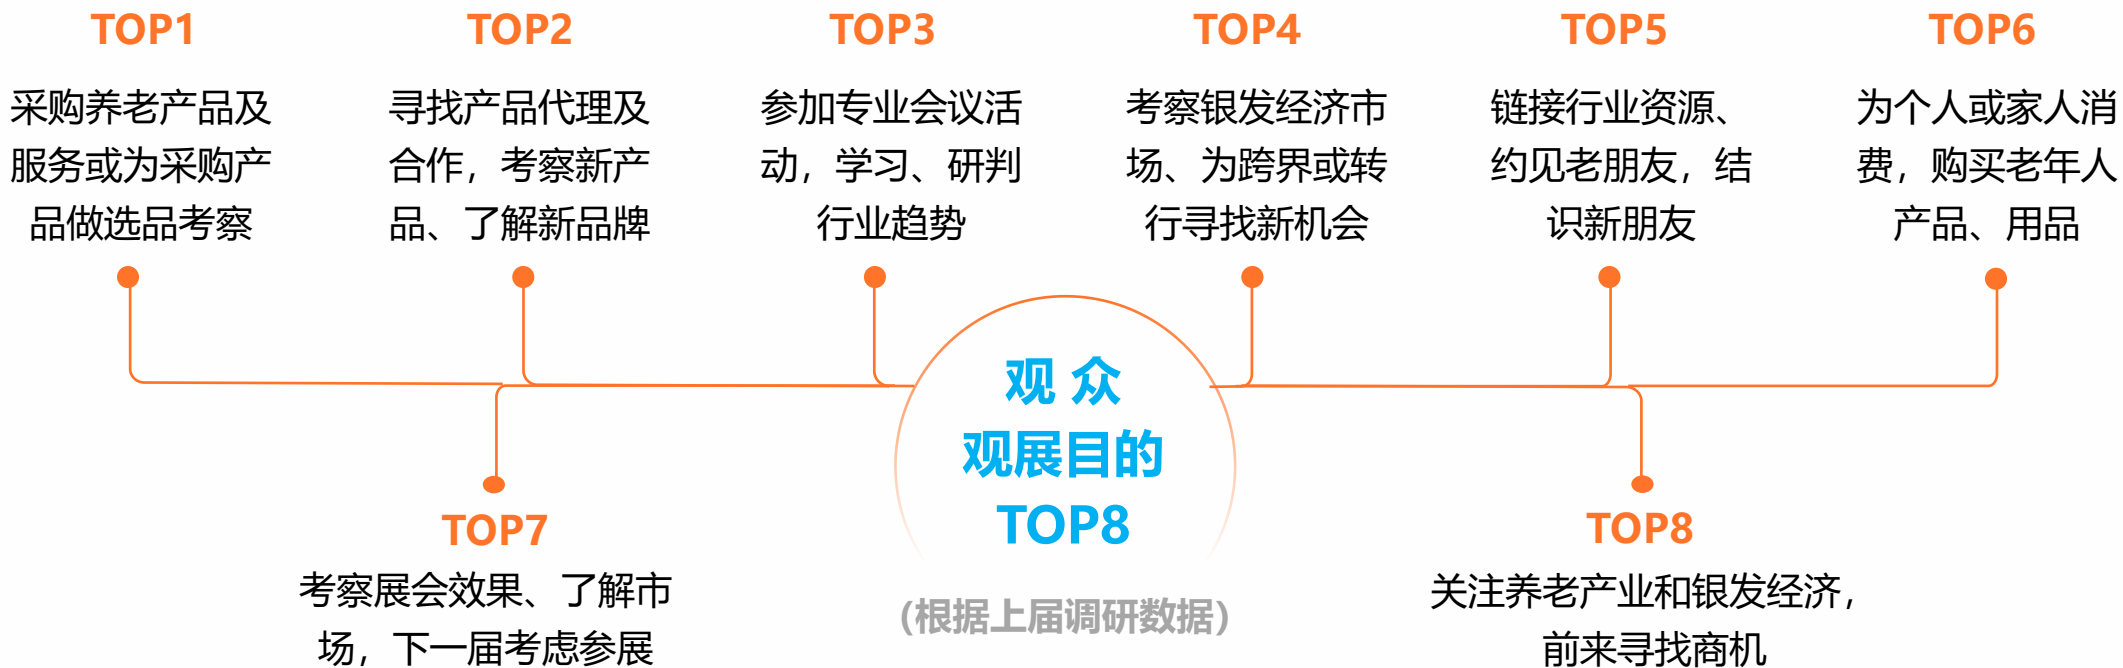 TOP1
采购养老产品及
服务或为采购产
品做选品考察
TOP2
寻找产品代理及
合作，考察新产
品、了解新品牌
TOP3
参加专业会议活
动，学习、研判
行业趋势
TOP4
考察银发经济市
场、为跨界或转
行寻找新机会
TOP5
链接行业资源、
约见老朋友，结
识新朋友
TOP6
为个人或家人消
费，购买老年人
产品、用品
观 众
观展目的
TOP8
(根据上届调研数据)
TOP7
考察展会效果、了解市
场，下一届考虑参展
TOP8
关注养老产业和银发经济，
前来寻找商机